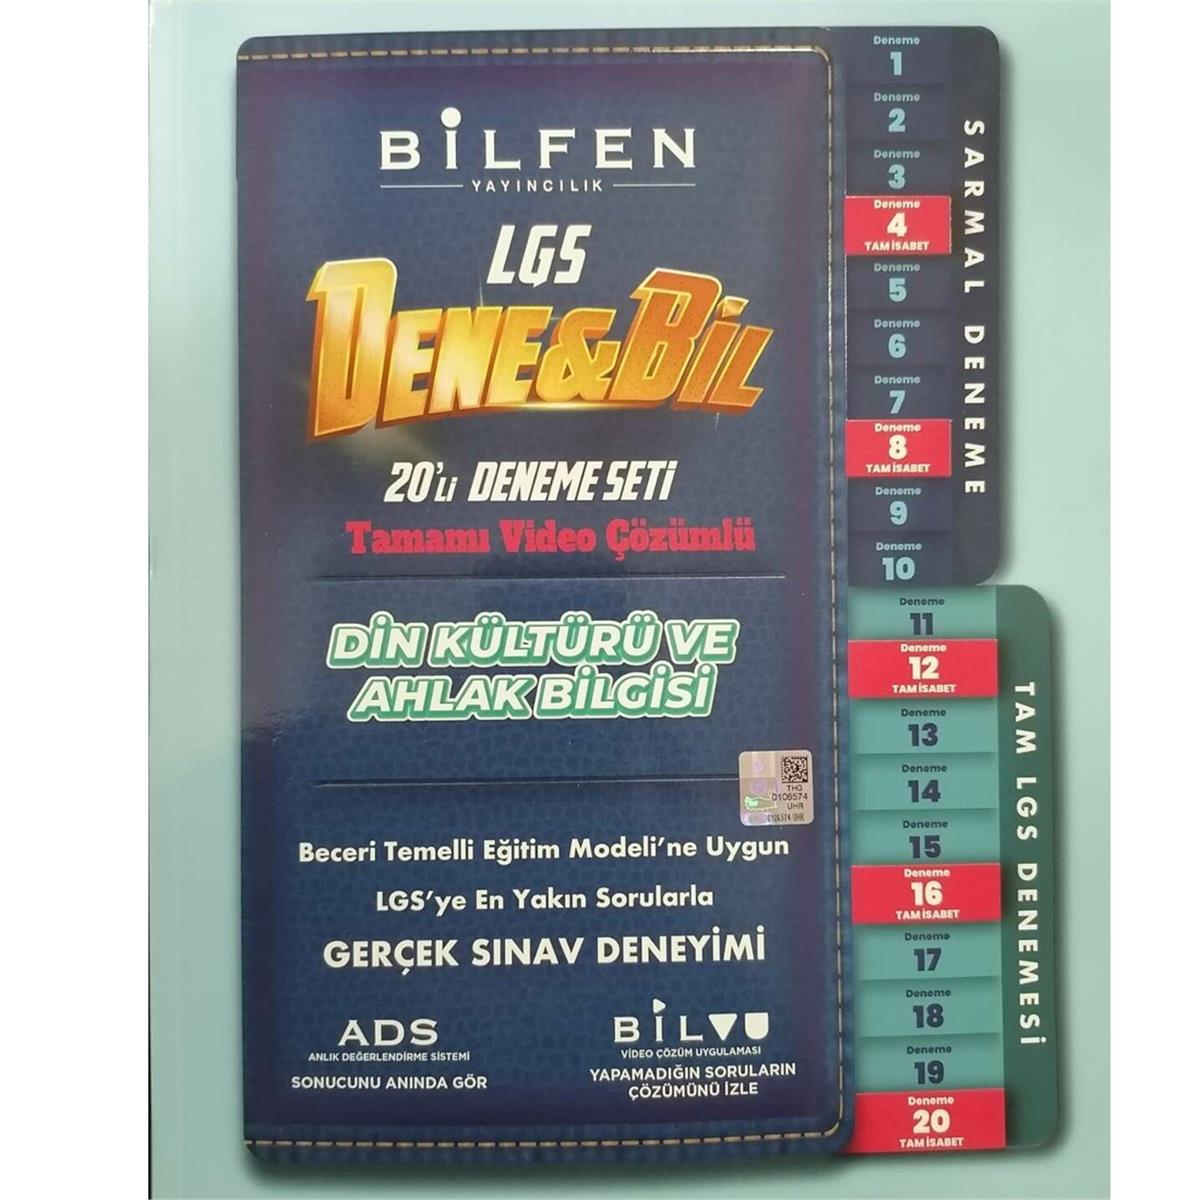 BİLFEN
YAYINCILIK
LGS
DENE&BİL
20'Lİ DENEME SETİ
Tamamı Video Çözümlü
DİN KÜLTÜRÜ VE
AHLAK BİLGİSİ
THG
0106574
UHR
0106574 UHR
Beceri Temelli Eğitim Modeli'ne Uygun
LGS'ye En Yakın Sorularla
GERÇEK SINAV DENEYİMİ
ADS
ANLIK DEĞERLENDİRME SİSTEMİ
SONUCUNU ANINDA GÖR
BİLVU
VİDEO ÇÖZÜM UYGULAMASI
YAPAMADIĞIN SORULARIN
ÇÖZÜMÜNÜ İZLE
Deneme
1
Deneme
2
Deneme
3
Deneme
4
TAM İSABET
Deneme
5
Deneme
6
Deneme
7
Deneme
8
TAM İSABET
Deneme
9
Deneme
10
SARMAL DENEME
Deneme
11
Deneme
12
TAM İSABET
Deneme
13
Deneme
14
Deneme
15
Deneme
16
TAM İSABET
Deneme
17
Deneme
18
Deneme
19
Deneme
20
TAM İSABET
TAM LGS DENEMESİ